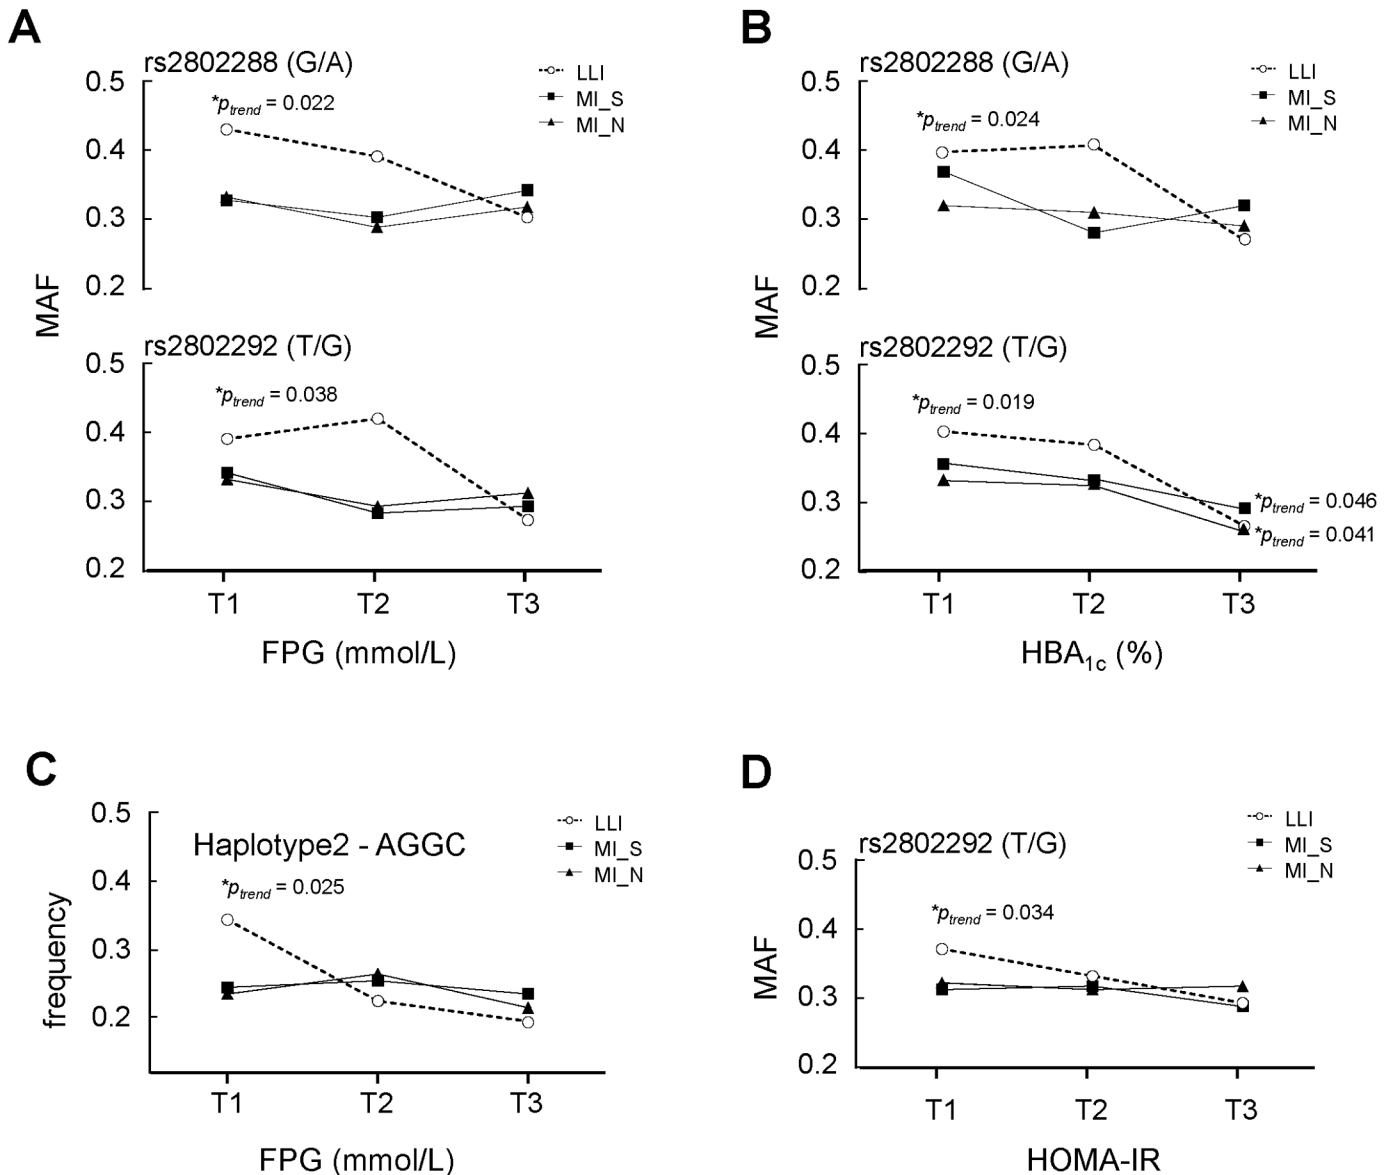 A
rs2802288 (G/A)
LLI
MI_S
MI_N
*ptrend = 0.022
0.5
0.4
0.3
0.2
MAF
rs2802292 (T/G)
*ptrend = 0.038
0.5
0.4
0.3
0.2
T1 T2 T3
FPG (mmol/L)
B
rs2802288 (G/A)
LLI
MI_S
MI_N
*ptrend = 0.024
0.5
0.4
0.3
0.2
MAF
rs2802292 (T/G)
*ptrend = 0.019
*ptrend = 0.046
*ptrend = 0.041
0.5
0.4
0.3
0.2
T1 T2 T3
HBA1c (%)
C
Haplotype2 - AGGC
LLI
MI_S
MI_N
*ptrend = 0.025
0.5
0.4
0.3
0.2
frequency
T1 T2 T3
FPG (mmol/L)
D
rs2802292 (T/G)
LLI
MI_S
MI_N
*ptrend = 0.034
0.5
0.4
0.3
0.2
MAF
T1 T2 T3
HOMA-IR